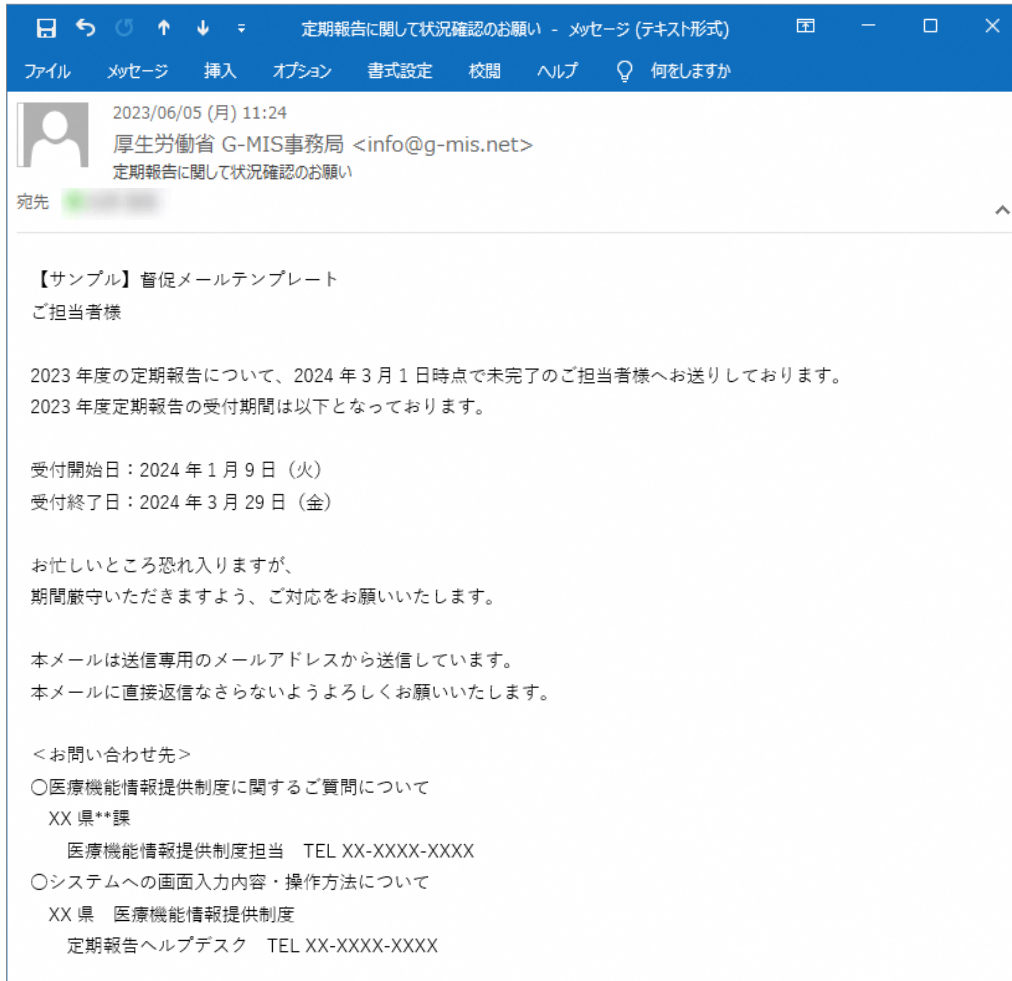 定期報告に関して状況確認のお願い - メッセージ (テキスト形式)
ファイル メッセージ 挿入 オプション 書式設定 校閲 ヘルプ 何をしますか
2023/06/05 (月) 11:24
厚生労働省 G-MIS事務局 <info@g-mis.net>
定期報告に関して状況確認のお願い
宛先
【サンプル】督促メールテンプレート
ご担当者様
2023 年度の定期報告について、2024 年 3 月 1 日時点で未完了のご担当者様へお送りしております。
2023 年度定期報告の受付期間は以下となっております。
受付開始日：2024 年 1 月 9 日（火）
受付終了日：2024 年 3 月 29 日（金）
お忙しいところ恐れ入りますが、
期間厳守いただきますよう、ご対応をお願いいたします。
本メールは送信専用のメールアドレスから送信しています。
本メールに直接返信なさらないようよろしくお願いいたします。
＜お問い合わせ先＞
○医療機能情報提供制度に関するご質問について
XX 県**課
医療機能情報提供制度担当　TEL XX-XXXX-XXXX
○システムへの画面入力内容・操作方法について
XX 県　医療機能情報提供制度
定期報告ヘルプデスク　TEL XX-XXXX-XXXX